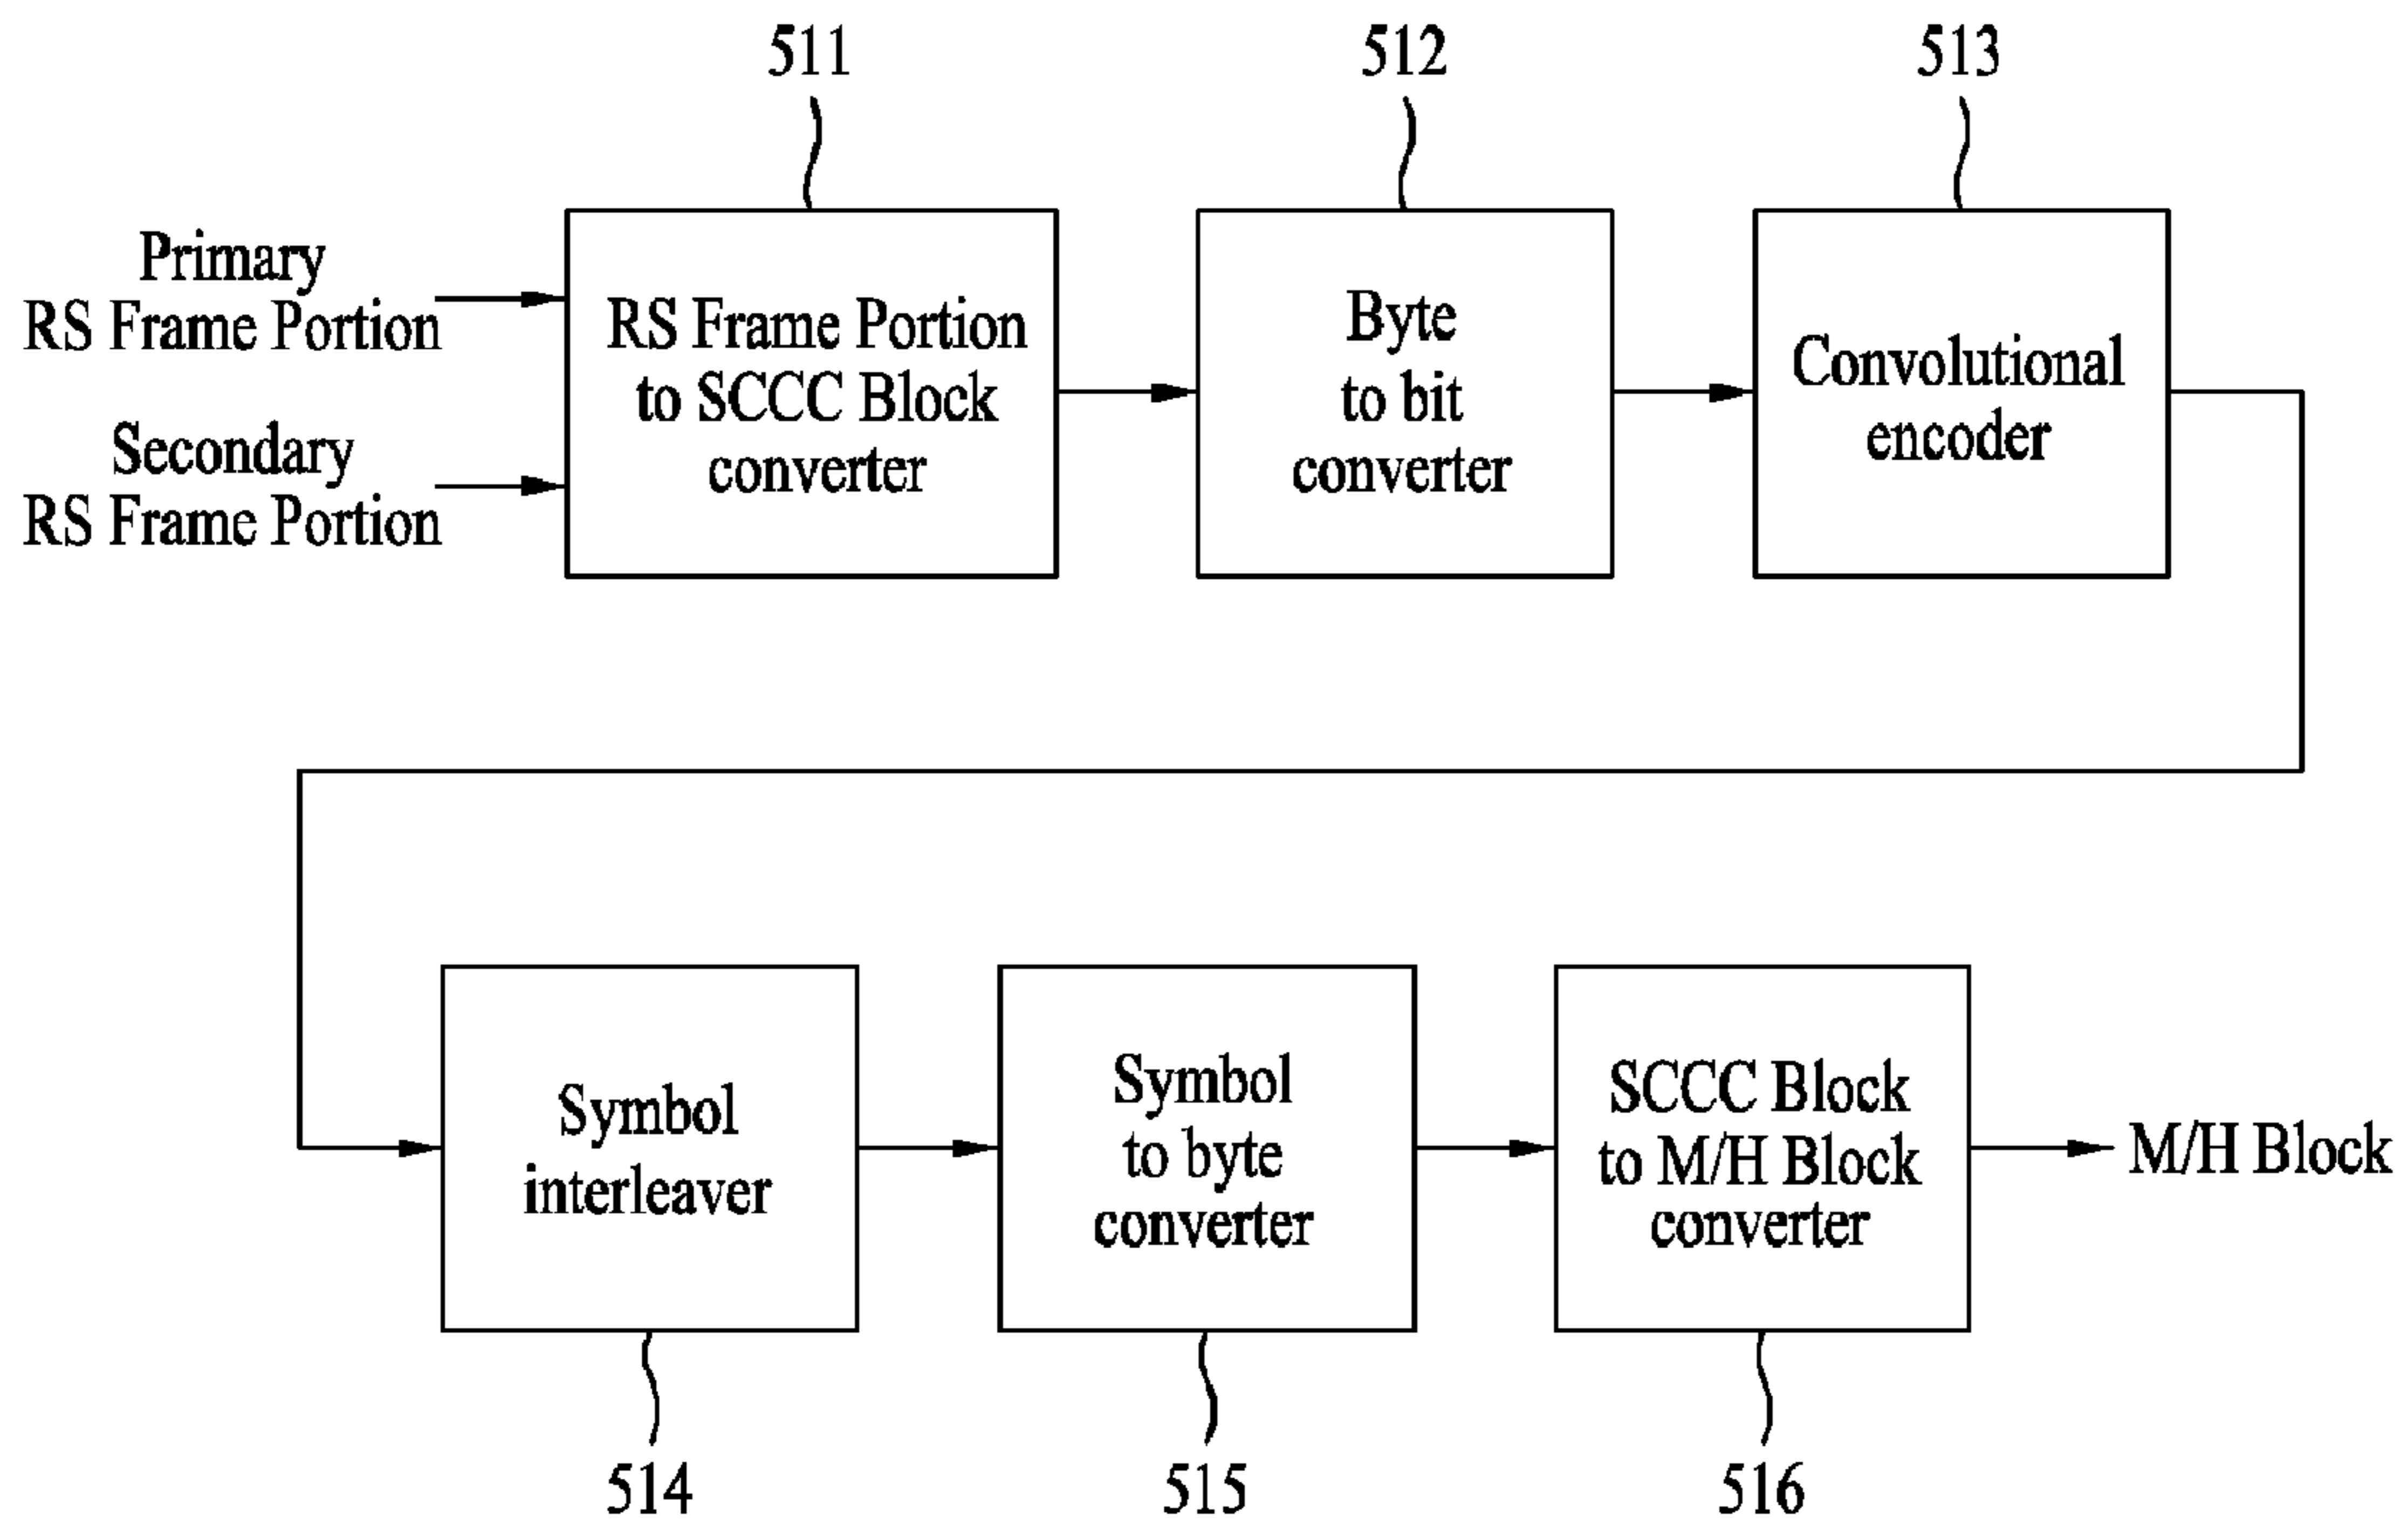 511
512
513
Primary
RS Frame Portion
Secondary
RS Frame Portion
RS Frame Portion
to SCCC Block
converter
Byte
to bit
converter
Convolutional
encoder
Symbol
interleaver
Symbol
to byte
converter
SCCC Block
to M/H Block
converter
M/H Block
514
515
516